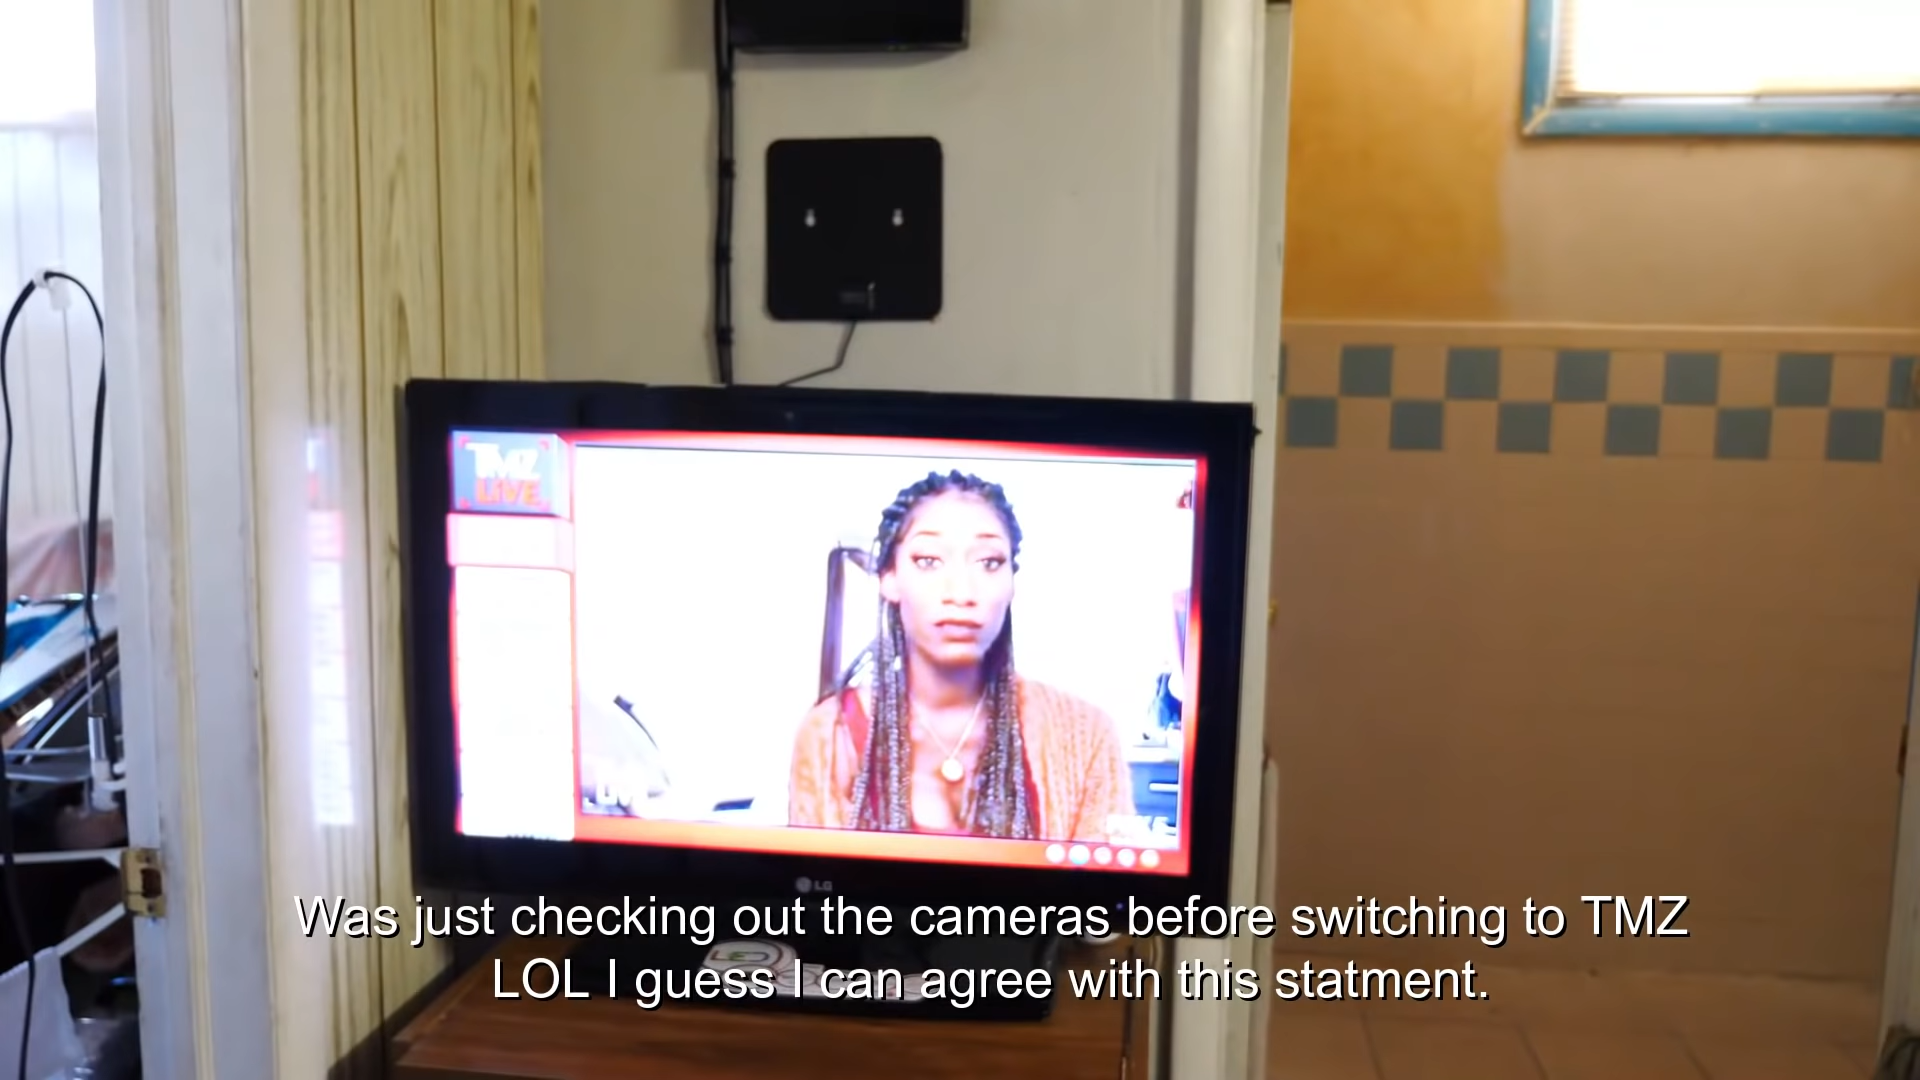 TMZ
LIVE
LG
Was just checking out the cameras before switching to TMZ
LOL I guess I can agree with this statment.